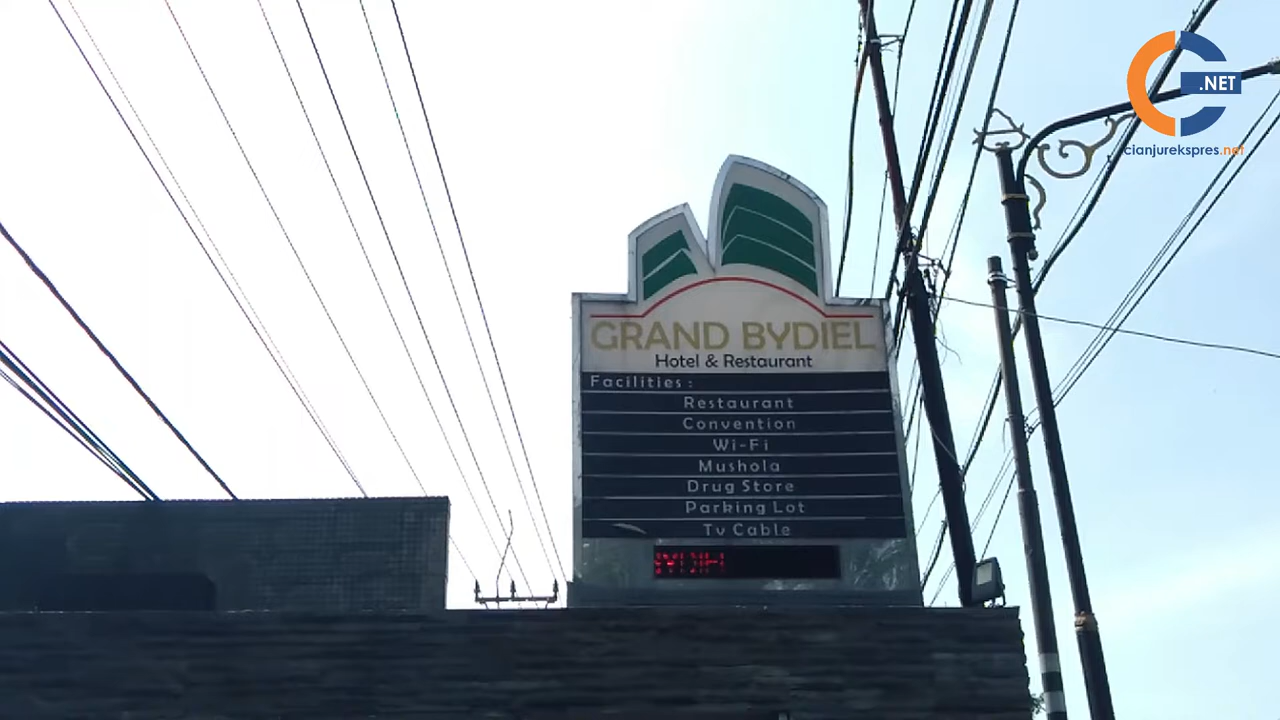 .NET
cianjurekspres.net
GRAND BYDIEL
Hotel & Restaurant
Facilities :
Restaurant
Convention
Wi-Fi
Mushola
Drug Store
Parking Lot
Tv Cable